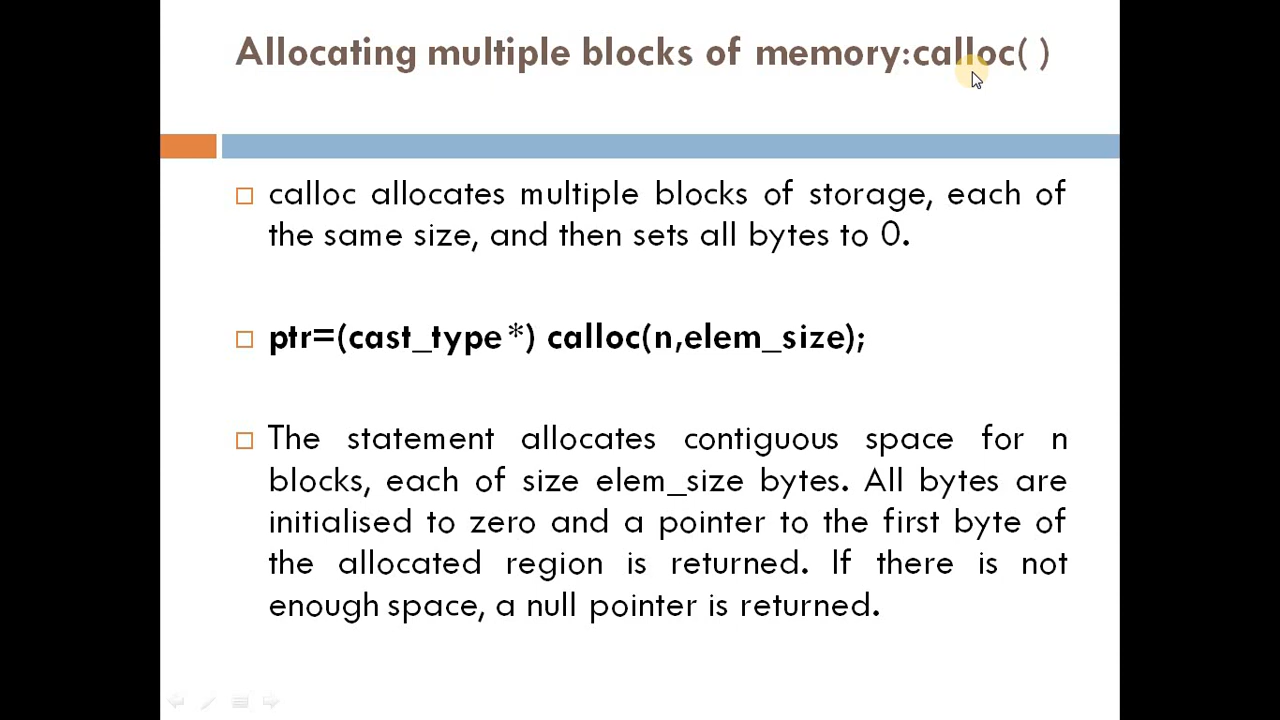 Allocating multiple blocks of memory:calloc( )
calloc allocates multiple blocks of storage, each of
the same size, and then sets all bytes to 0.
ptr=(cast_type*) calloc(n,elem_size);
The statement allocates contiguous space for n
blocks, each of size elem_size bytes. All bytes are
initialised to zero and a pointer to the first byte of
the allocated region is returned. If there is not
enough space, a null pointer is returned.